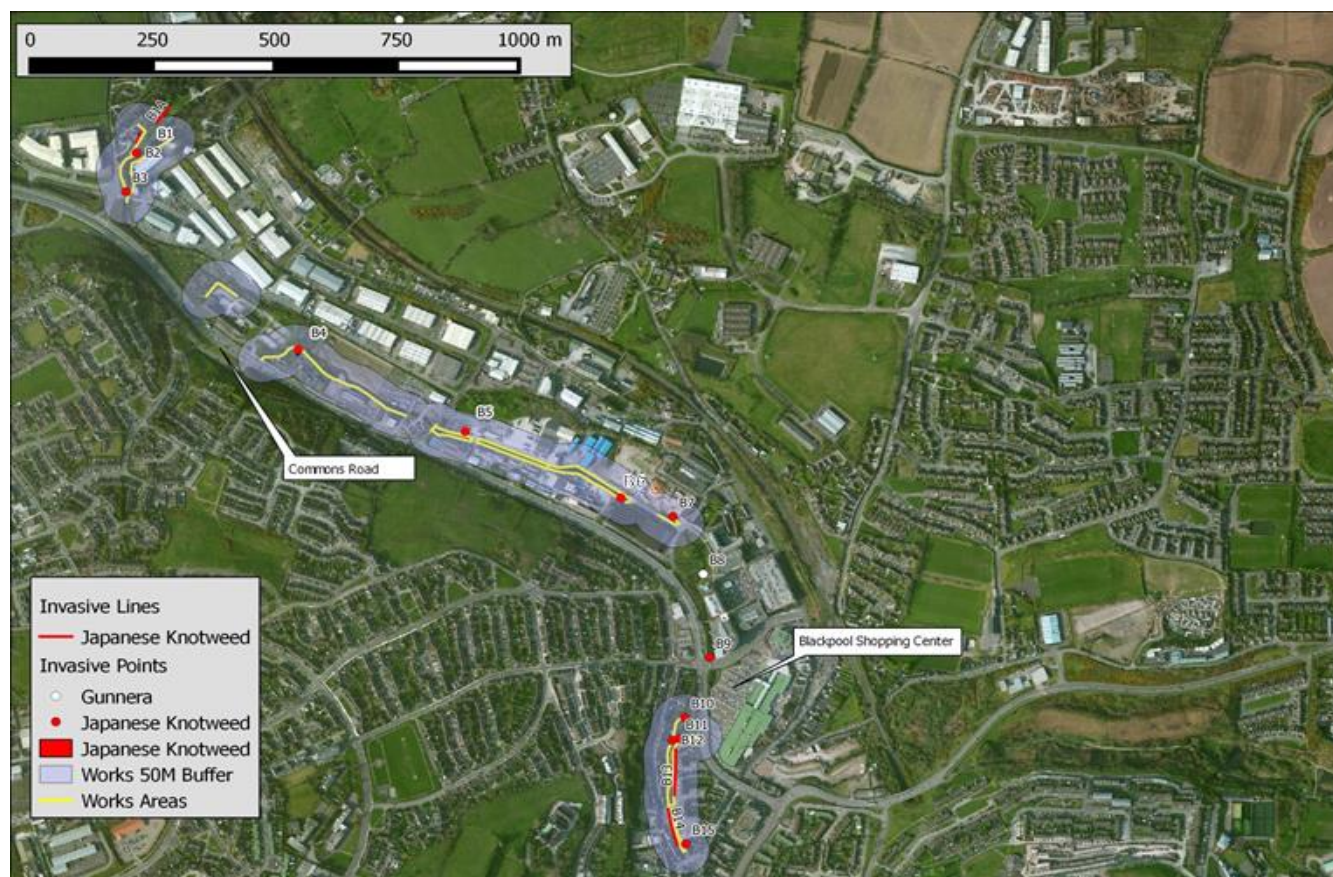 0 250 500 750 1000 m
B1A
B1
B2
B3
B4
Commons Road
B5
B7
B8
B9
Blackpool Shopping Center
B10
B11
B12
B14
B15
Invasive Lines
Japanese Knotweed
Invasive Points
Gunnera
Japanese Knotweed
Japanese Knotweed
Works 50M Buffer
Works Areas